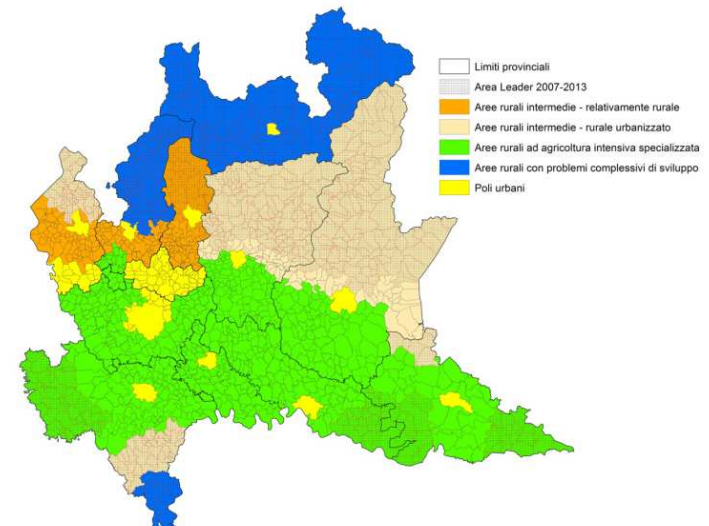 Limiti provinciali
Area Leader 2007-2013
Aree rurali intermedie - relativamente rurale
Aree rurali intermedie - rurale urbanizzato
Aree rurali ad agricoltura intensiva specializzata
Aree rurali con problemi complessivi di sviluppo
Poli urbani